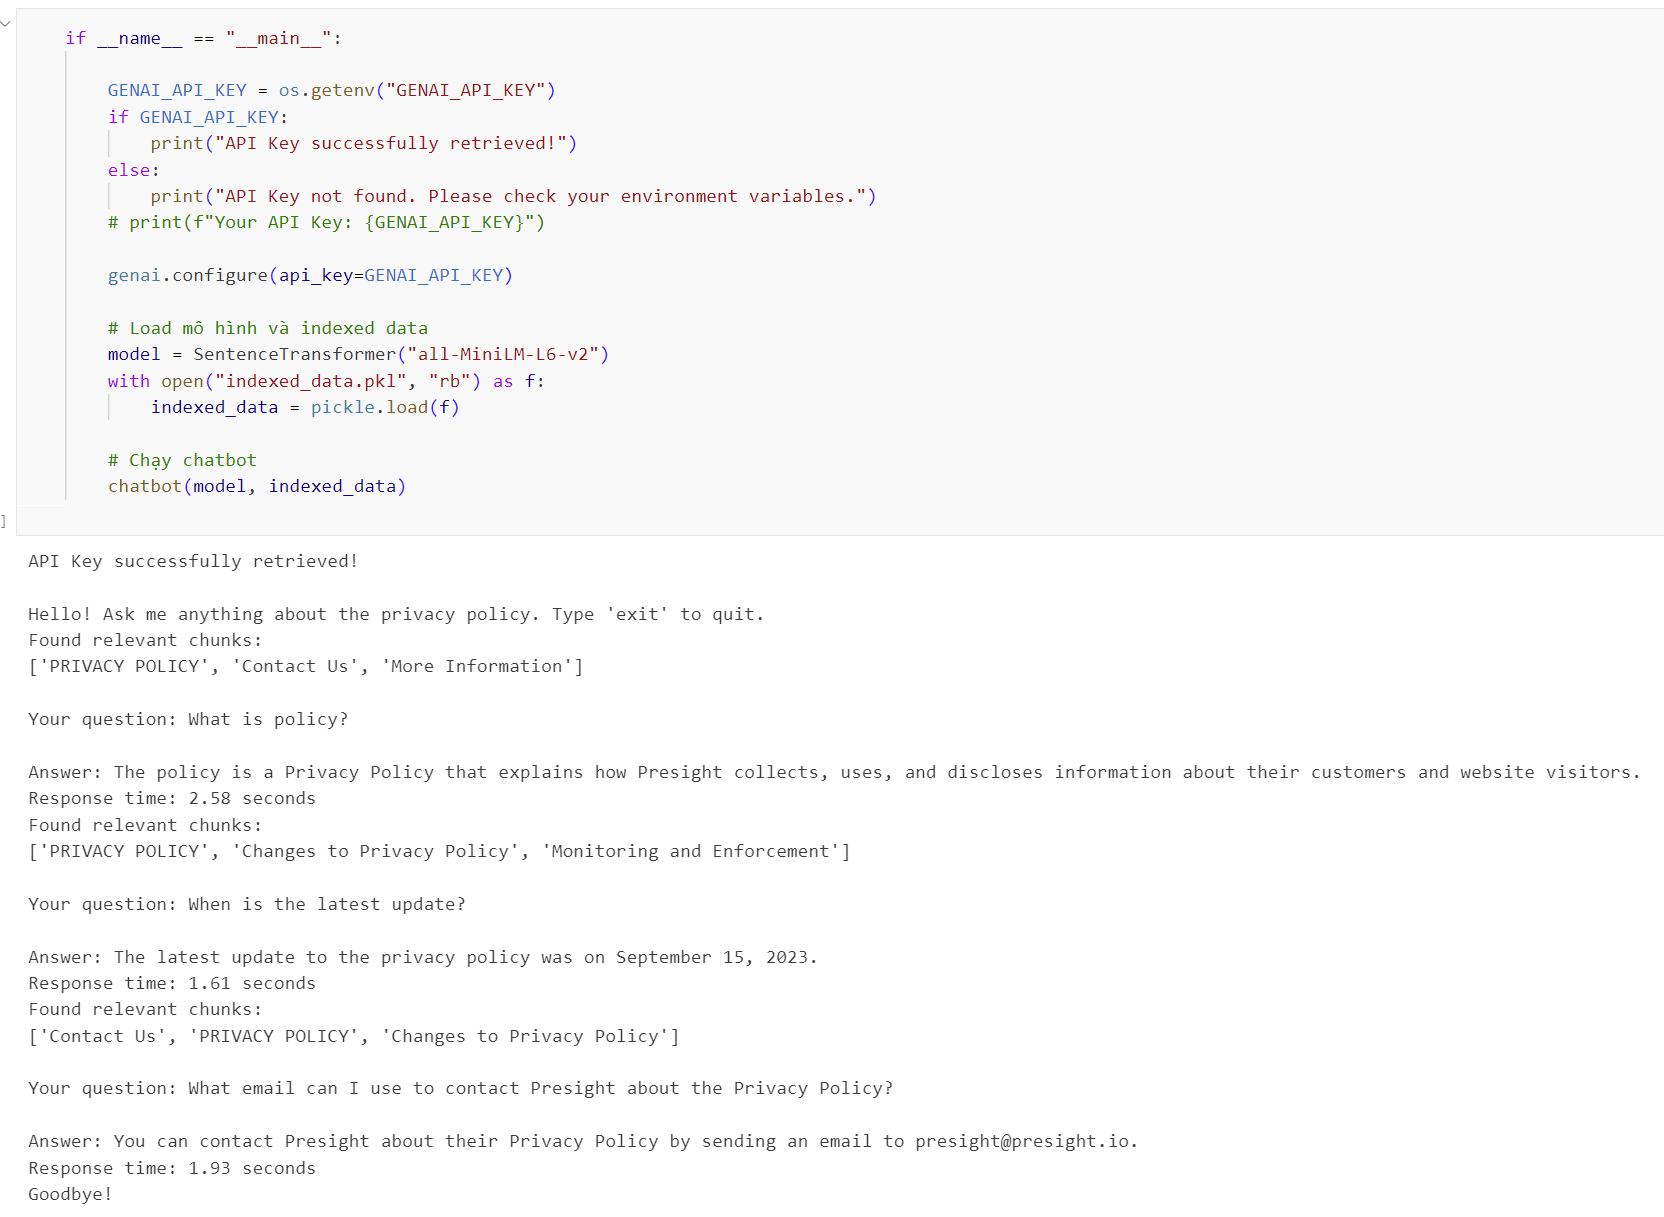 if __name__ == "__main__":
GENAI_API_KEY = os.getenv("GENAI_API_KEY")
if GENAI_API_KEY:
print("API Key successfully retrieved!")
else:
print("API Key not found. Please check your environment variables.")
# print(f"Your API Key: {GENAI_API_KEY}")
genai.configure(api_key=GENAI_API_KEY)
# Load mô hình và indexed data
model = SentenceTransformer("all-MiniLM-L6-v2")
with open("indexed_data.pkl", "rb") as f:
indexed_data = pickle.load(f)
# Chạy chatbot
chatbot(model, indexed_data)
]
API Key successfully retrieved!
Hello! Ask me anything about the privacy policy. Type 'exit' to quit.
Found relevant chunks:
['PRIVACY POLICY', 'Contact Us', 'More Information']
Your question: What is policy?
Answer: The policy is a Privacy Policy that explains how Presight collects, uses, and discloses information about their customers and website visitors.
Response time: 2.58 seconds
Found relevant chunks:
['PRIVACY POLICY', 'Changes to Privacy Policy', 'Monitoring and Enforcement']
Your question: When is the latest update?
Answer: The latest update to the privacy policy was on September 15, 2023.
Response time: 1.61 seconds
Found relevant chunks:
['Contact Us', 'PRIVACY POLICY', 'Changes to Privacy Policy']
Your question: What email can I use to contact Presight about the Privacy Policy?
Answer: You can contact Presight about their Privacy Policy by sending an email to presight@presight.io.
Response time: 1.93 seconds
Goodbye!